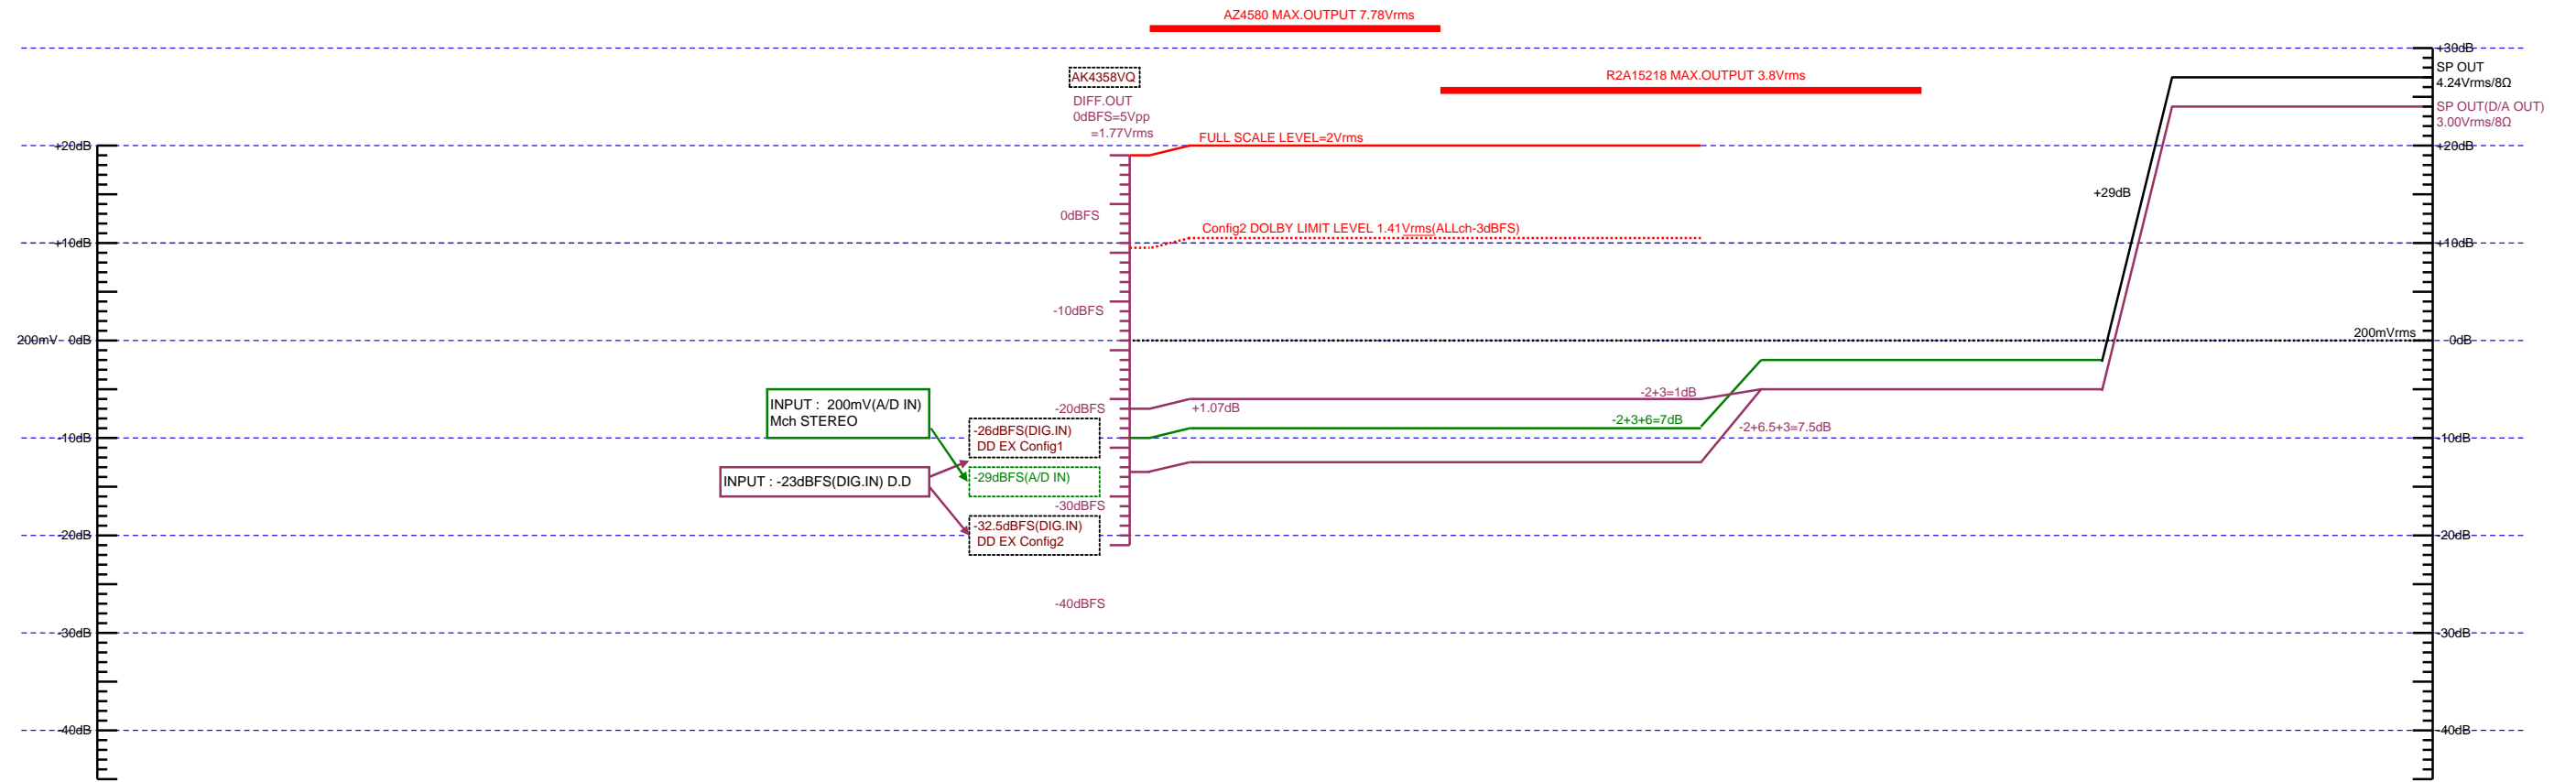 AZ4580 MAX.OUTPUT 7.78Vrms
+30dB
AK4358VQ
R2A15218 MAX.OUTPUT 3.8Vrms
SP OUT
4.24Vrms/8Ω
DIFF.OUT
0dBFS=5Vpp
=1.77Vrms
SP OUT(D/A OUT)
3.00Vrms/8Ω
FULL SCALE LEVEL=2Vrms
+20dB
+20dB
+29dB
0dBFS
Config2 DOLBY LIMIT LEVEL 1.41Vrms(ALLch-3dBFS)
+10dB
+10dB
-10dBFS
200mV 0dB
200mVrms
0dB
INPUT : 200mV(A/D IN)
Mch STEREO
-20dBFS
+1.07dB
-2+3=1dB
-2+3+6=7dB
-2+6.5+3=7.5dB
-26dBFS(DIG.IN)
DD EX Config1
-10dB
-10dB
INPUT : -23dBFS(DIG.IN) D.D
-29dBFS(A/D IN)
-30dBFS
-32.5dBFS(DIG.IN)
DD EX Config2
-20dB
-20dB
-40dBFS
-30dB
-30dB
-40dB
-40dB